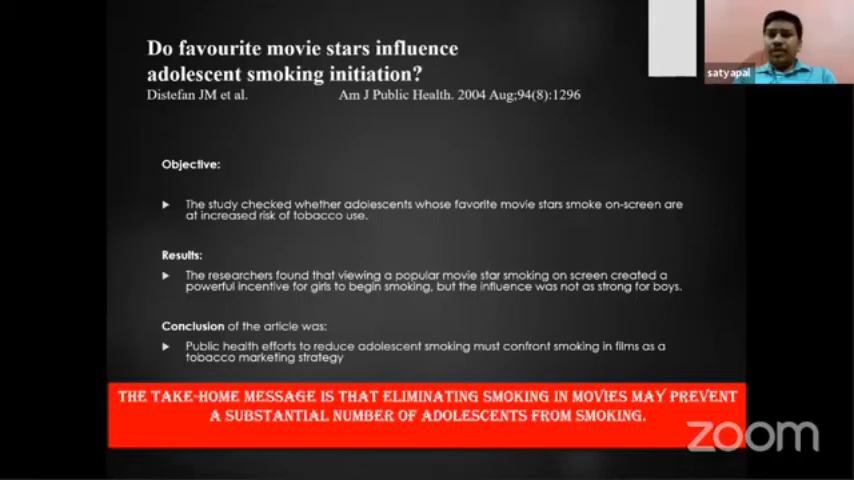 Do favourite movie stars influence
adolescent smoking initiation?
Distefan JM et al. Am J Public Health. 2004 Aug;94(8):1296
satyapal
Objective:
The study checked whether adolescents whose favorite movie stars smoke on-screen are
at increased risk of tobacco use.
Results:
The researchers found that viewing a popular movie star smoking on screen created a
powerful incentive for girls to begin smoking, but the influence was not as strong for boys.
Conclusion of the article was:
Public health efforts to reduce adolescent smoking must confront smoking in films as a
tobacco marketing strategy
THE TAKE-HOME MESSAGE IS THAT ELIMINATING SMOKING IN MOVIES MAY PREVENT
A SUBSTANTIAL NUMBER OF ADOLESCENTS FROM SMOKING.
zoom